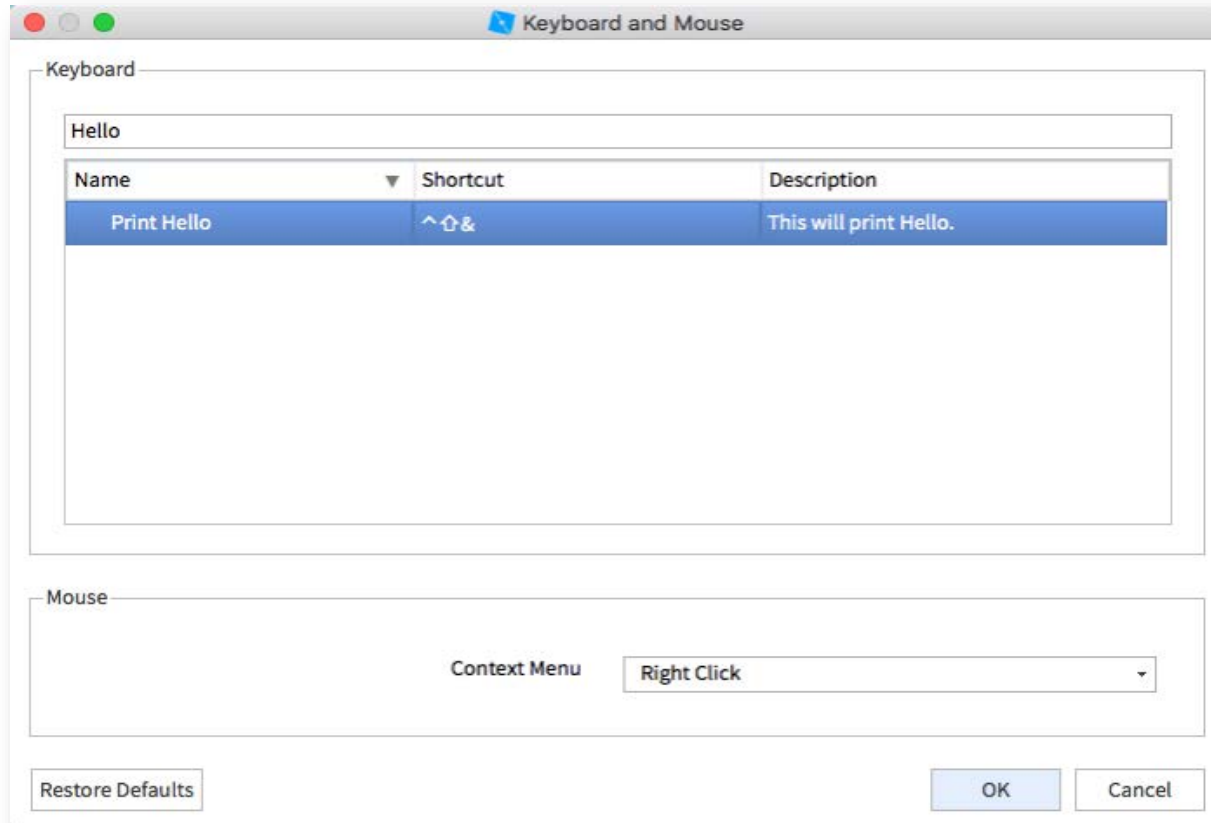 Keyboard and Mouse
Keyboard
Hello
Name ▼ Shortcut Description
Print Hello ^⇧& This will print Hello.
Mouse
Context Menu Right Click
Restore Defaults OK Cancel